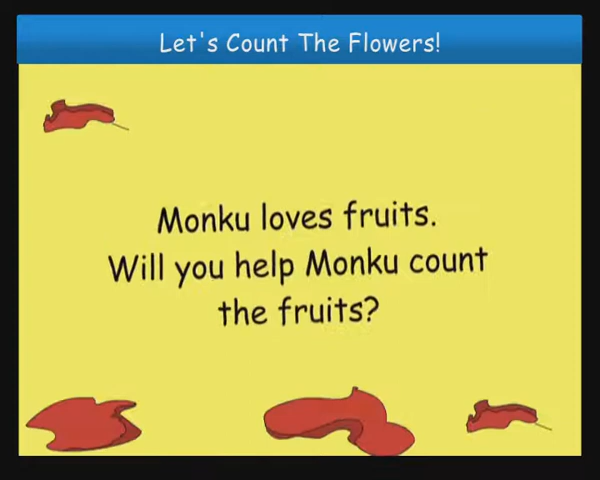 Let's Count The Flowers!
Monku loves fruits.
Will you help Monku count
the fruits?